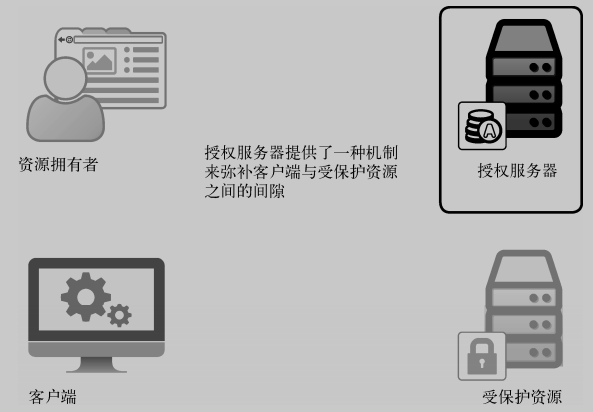 资源拥有者
授权服务器提供了一种机制
来弥补客户端与受保护资源
之间的间隙
授权服务器
客户端
受保护资源